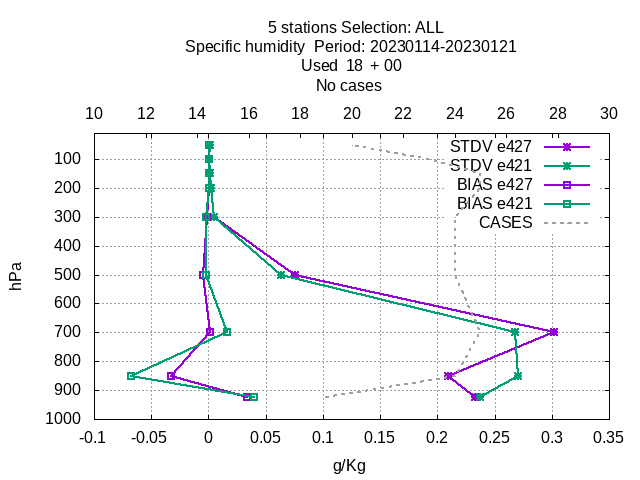 5 stations Selection: ALL
Specific humidity  Period: 20230114-20230121
Used  18  + 00
No cases
10 12 14 16 18 20 22 24 26 28 30
STDV e427
STDV e421
BIAS e427
BIAS e421
CASES
100
200
300
400
500
600
700
800
900
1000
hPa
-0.1 -0.05 0 0.05 0.1 0.15 0.2 0.25 0.3 0.35
g/Kg